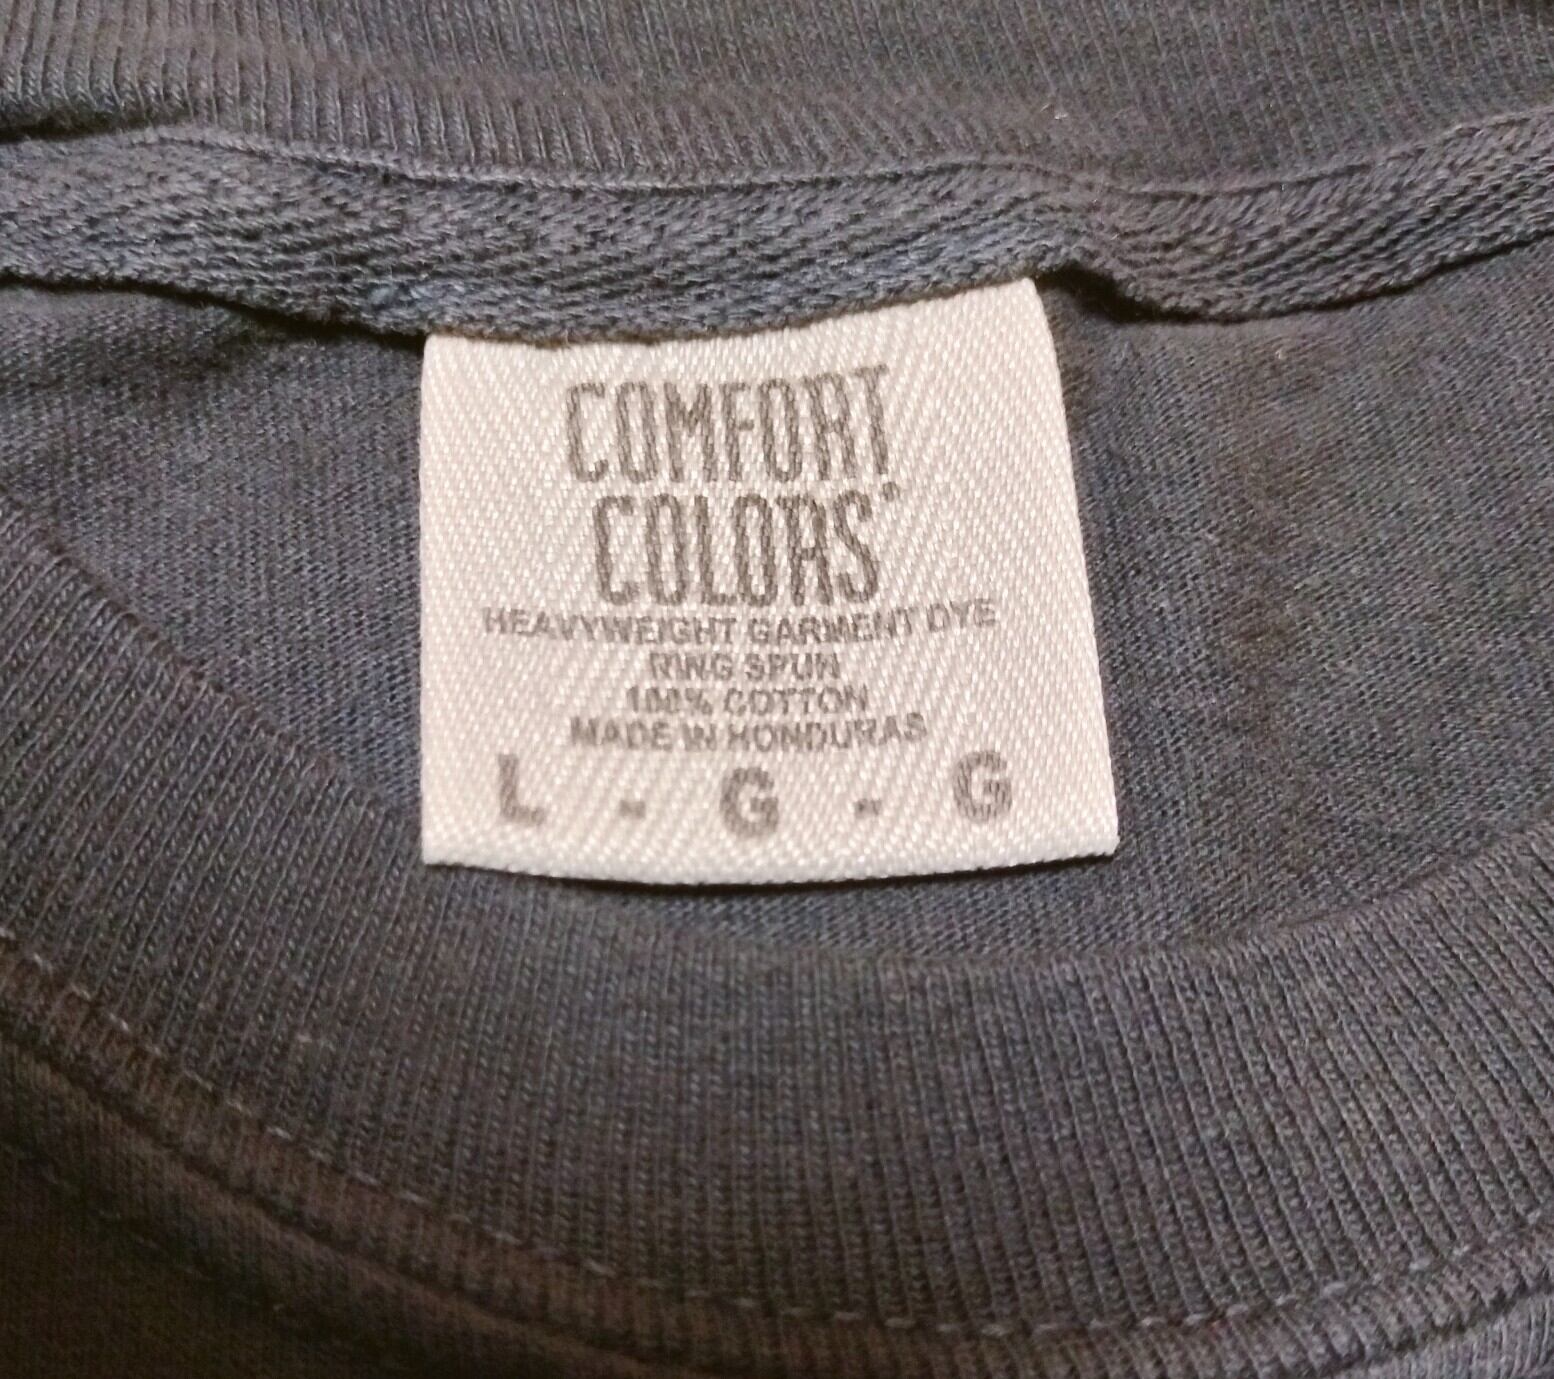 COMFORT
COLORS®
HEAVYWEIGHT GARMENT DYE
RING SPUN
100% COTTON
MADE IN HONDURAS
L - G - G